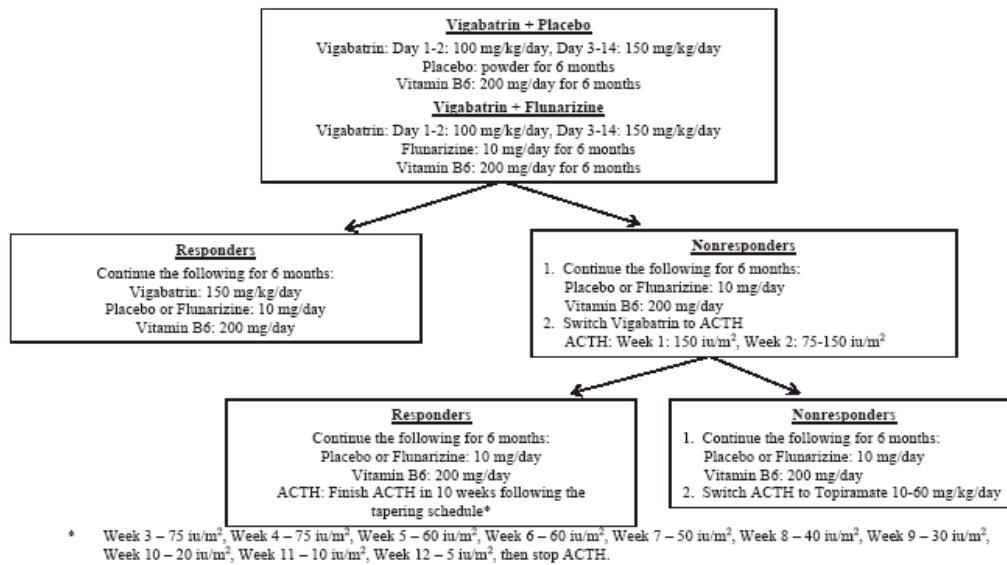 Vigabatrin + Placebo
Vigabatrin: Day 1-2: 100 mg/kg/day, Day 3-14: 150 mg/kg/day
Placebo: powder for 6 months
Vitamin B6: 200 mg/day for 6 months
Vigabatrin + Flunarizine
Vigabatrin: Day 1-2: 100 mg/kg/day, Day 3-14: 150 mg/kg/day
Flunarizine: 10 mg/day for 6 months
Vitamin B6: 200 mg/day for 6 months
Responders
Continue the following for 6 months:
Vigabatrin: 150 mg/kg/day
Placebo or Flunarizine: 10 mg/day
Vitamin B6: 200 mg/day
Nonresponders
1. Continue the following for 6 months:
Placebo or Flunarizine: 10 mg/day
Vitamin B6: 200 mg/day
2. Switch Vigabatrin to ACTH
ACTH: Week 1: 150 iu/m², Week 2: 75-150 iu/m²
Responders
Continue the following for 6 months:
Placebo or Flunarizine: 10 mg/day
Vitamin B6: 200 mg/day
ACTH: Finish ACTH in 10 weeks following the
tapering schedule*
Nonresponders
1. Continue the following for 6 months:
Placebo or Flunarizine: 10 mg/day
Vitamin B6: 200 mg/day
2. Switch ACTH to Topiramate 10-60 mg/kg/day
* Week 3 – 75 iu/m², Week 4 – 75 iu/m², Week 5 – 60 iu/m², Week 6 – 60 iu/m², Week 7 – 50 iu/m², Week 8 – 40 iu/m², Week 9 – 30 iu/m²,
Week 10 – 20 iu/m², Week 11 – 10 iu/m², Week 12 – 5 iu/m², then stop ACTH.